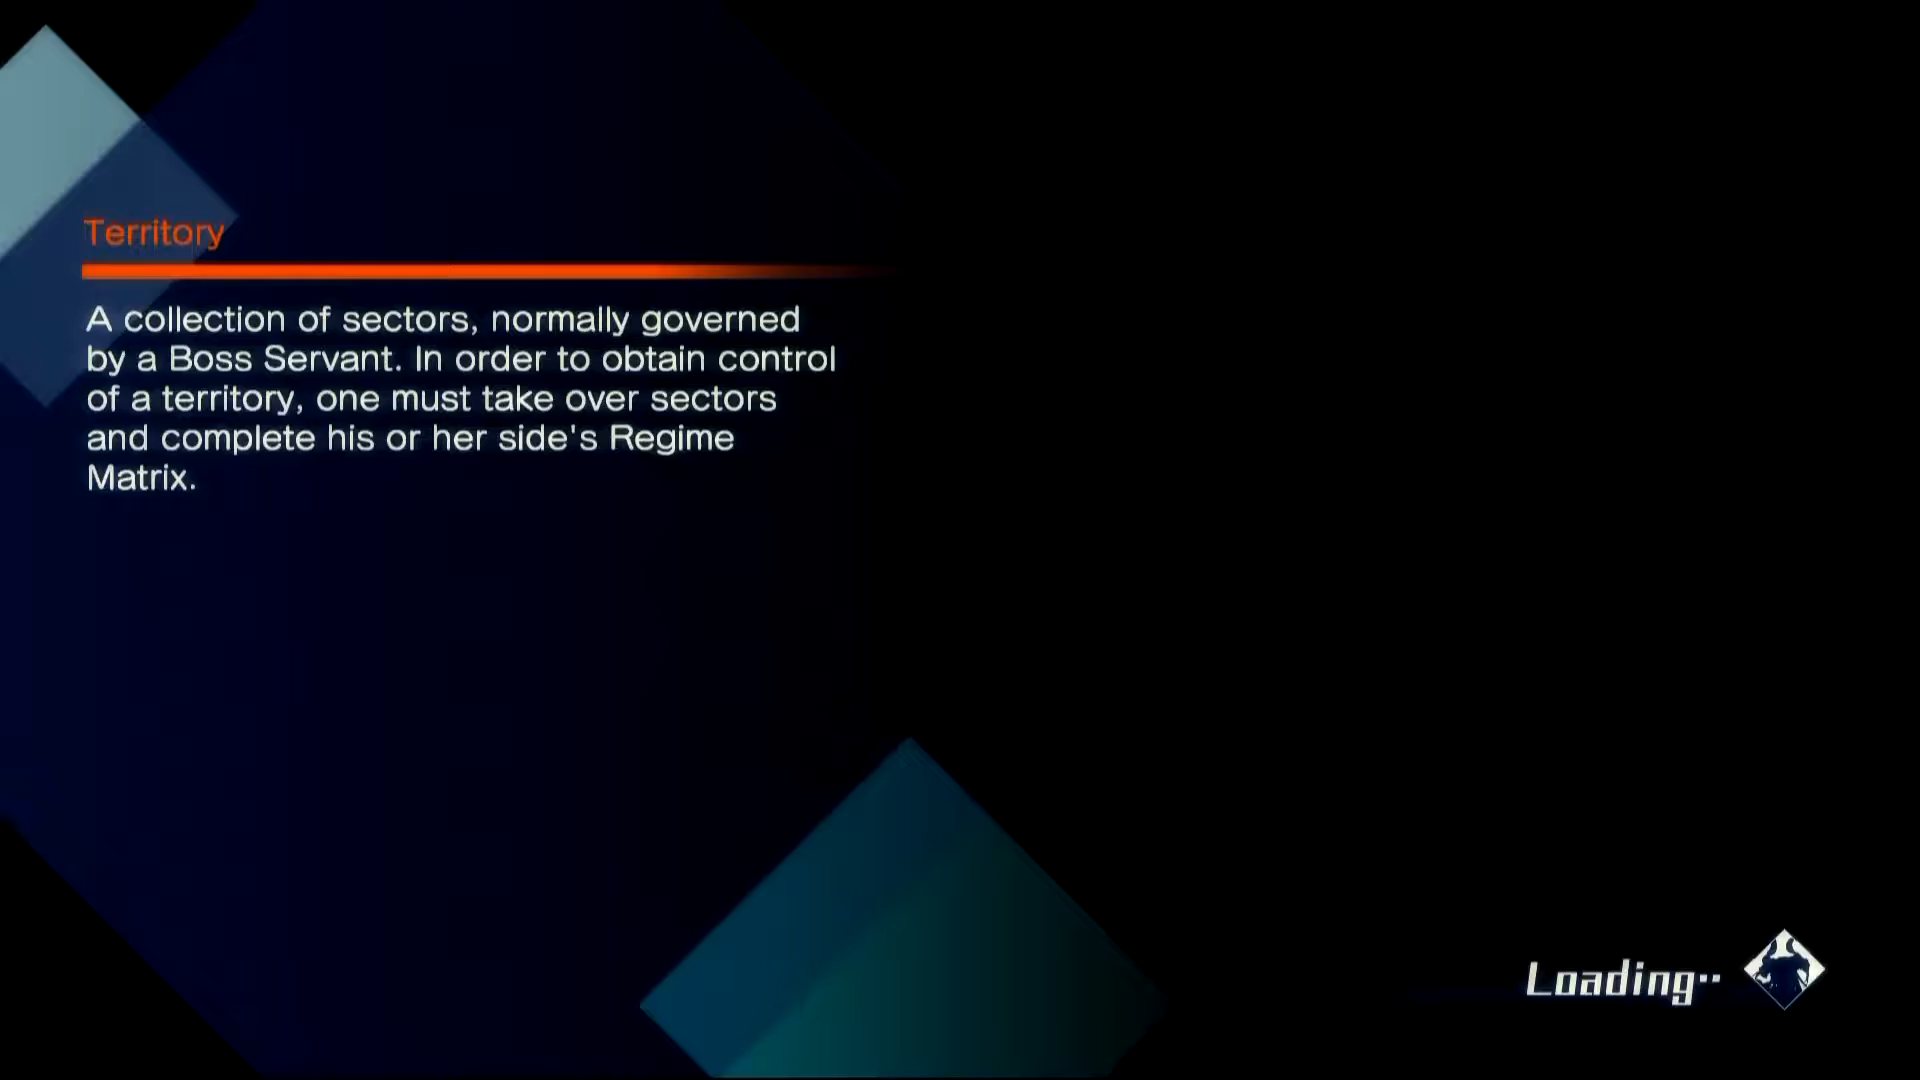 Territory
A collection of sectors, normally governed
by a Boss Servant. In order to obtain control
of a territory, one must take over sectors
and complete his or her side's Regime
Matrix.
Loading··